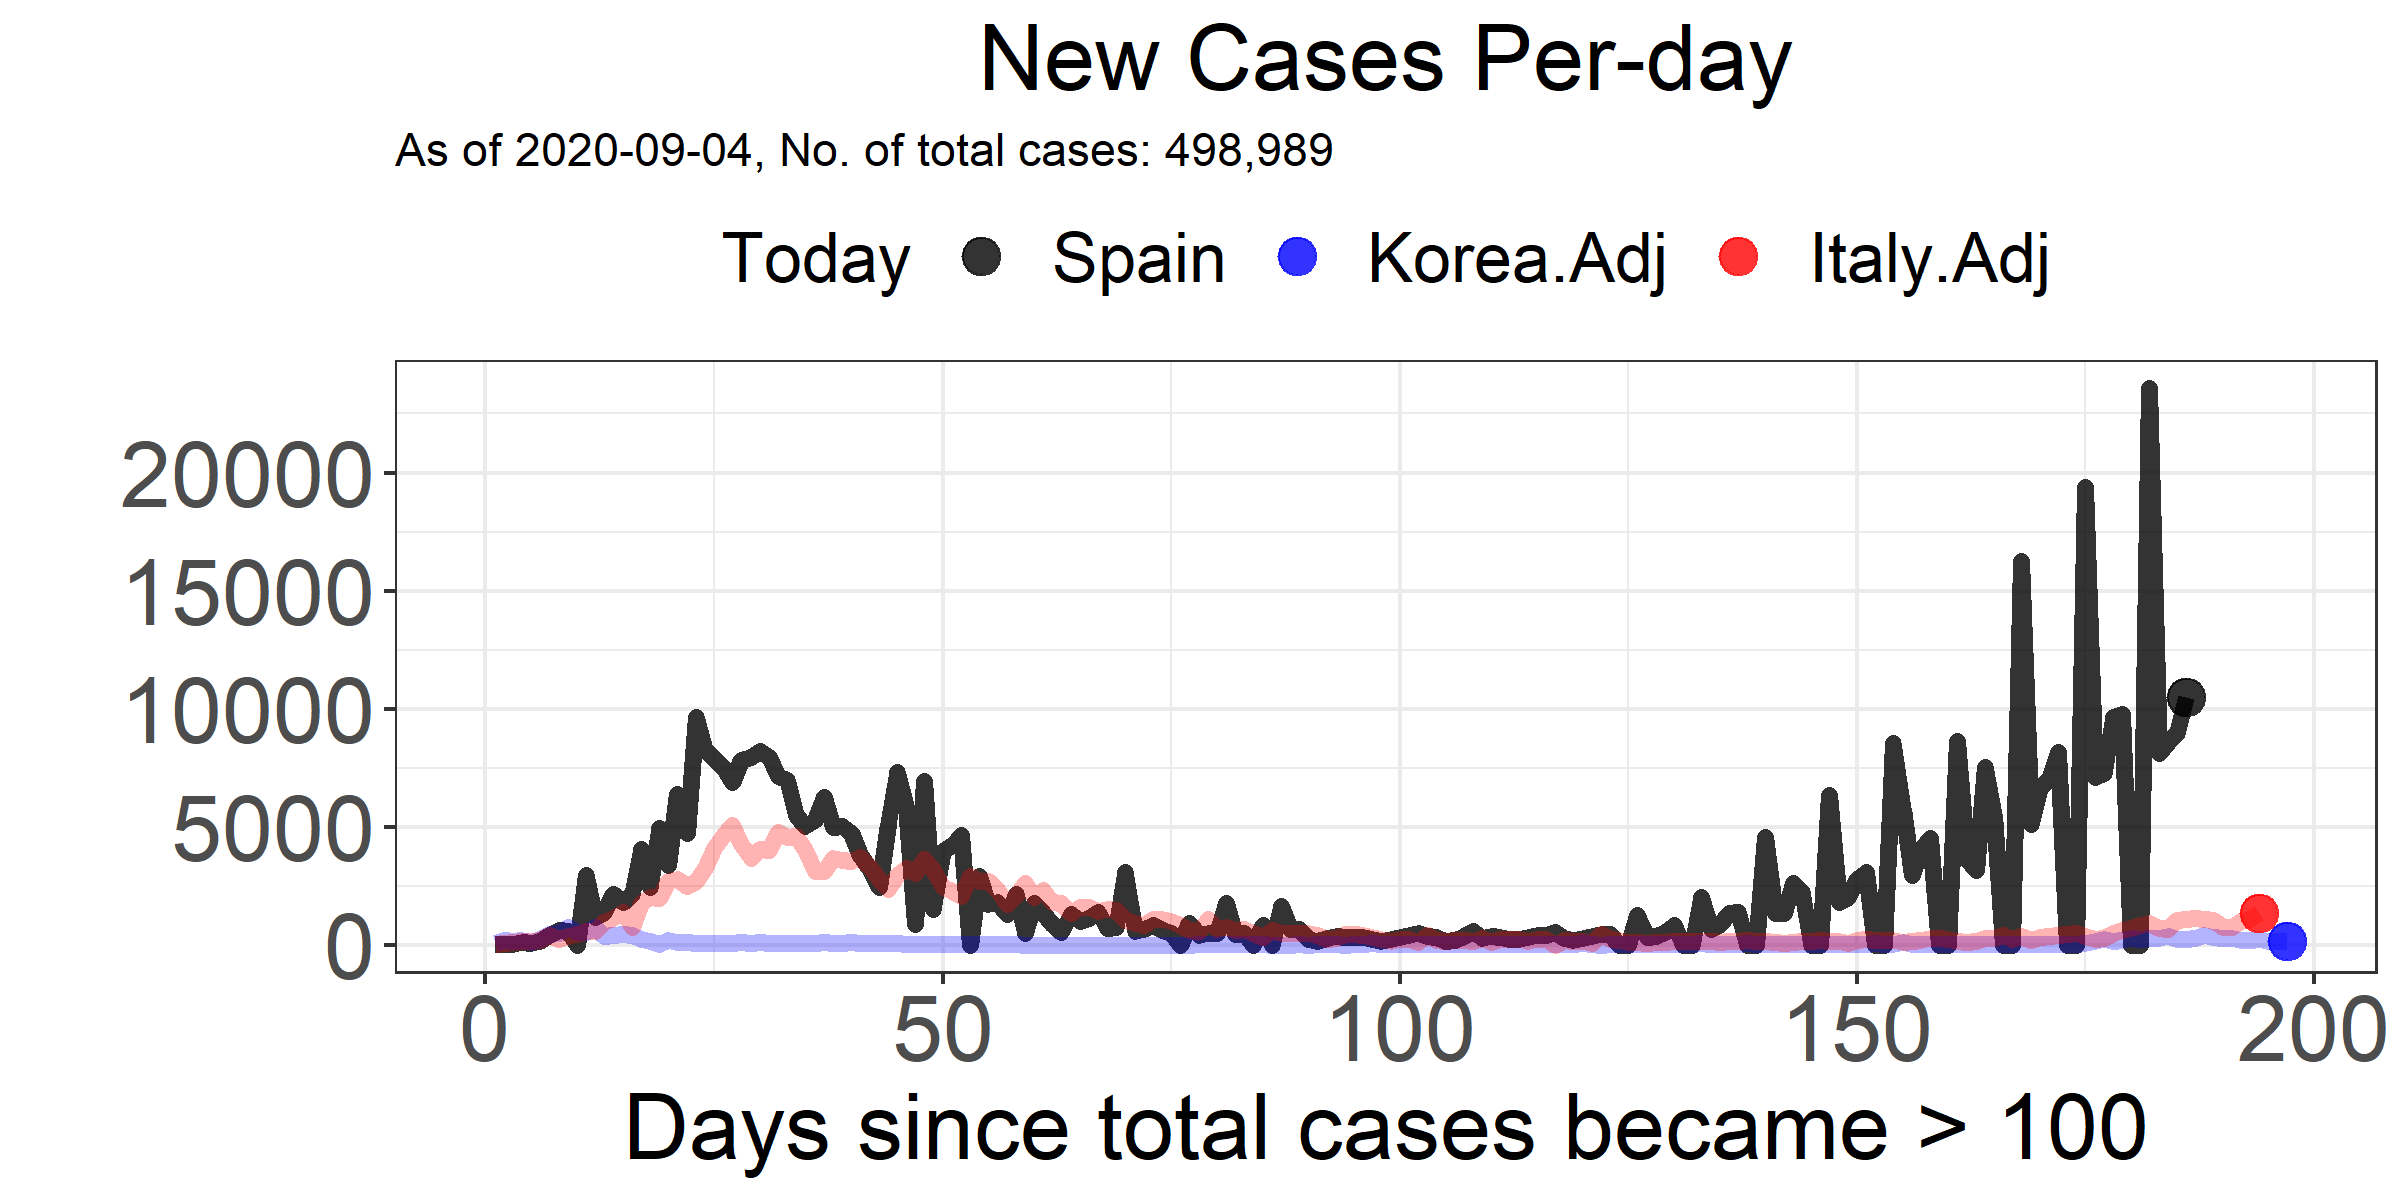 New Cases Per-day
As of 2020-09-04, No. of total cases: 498,989
Today Spain Korea.Adj Italy.Adj
20000
15000
10000
5000
0
0 50 100 150 200
Days since total cases became > 100